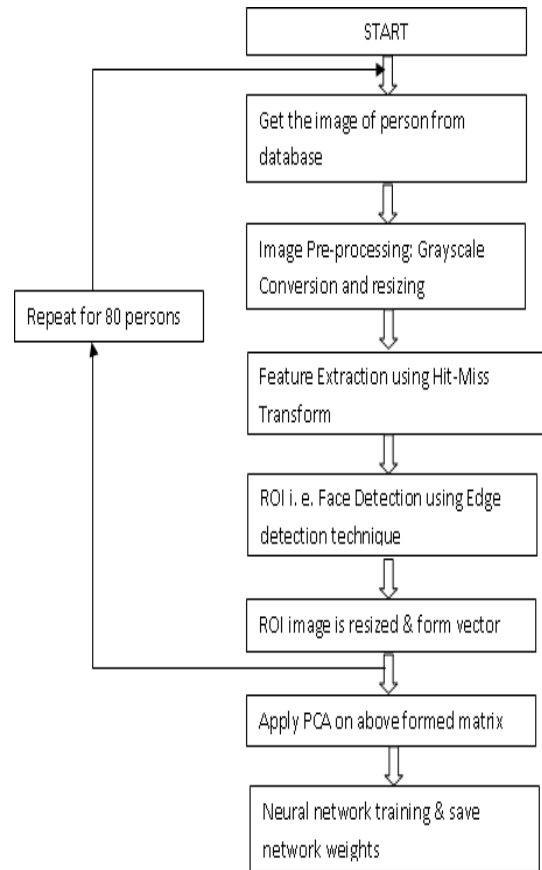 START
Get the image of person from
database
Image Pre-processing: Grayscale
Conversion and resizing
Repeat for 80 persons
Feature Extraction using Hit-Miss
Transform
ROI i. e. Face Detection using Edge
detection technique
ROI image is resized & form vector
Apply PCA on above formed matrix
Neural network training & save
network weights